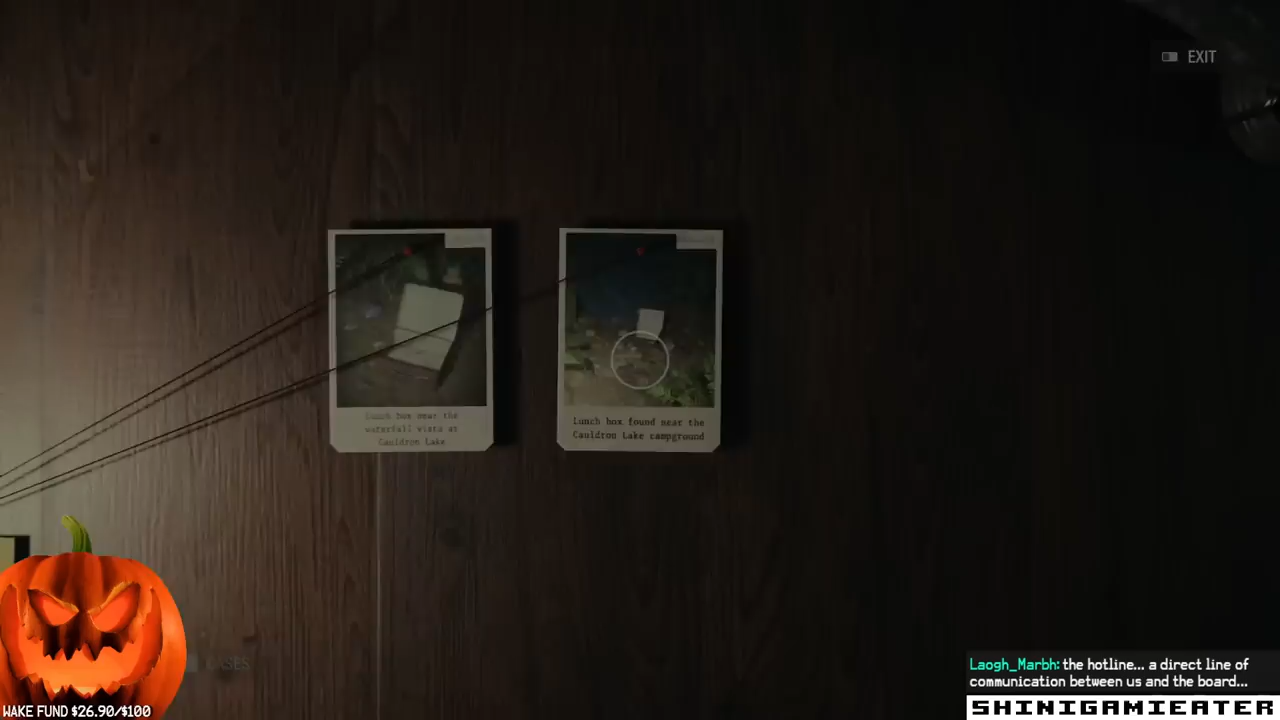 EXIT
Lunch box near the
waterfall vista at
Cauldron Lake
Lunch box found near the
Cauldron Lake campground
CASES
WAKE FUND $26.90/$100
Laogh_Marbh: the hotline... a direct line of
communication between us and the board...
SHINIGAMIEATER